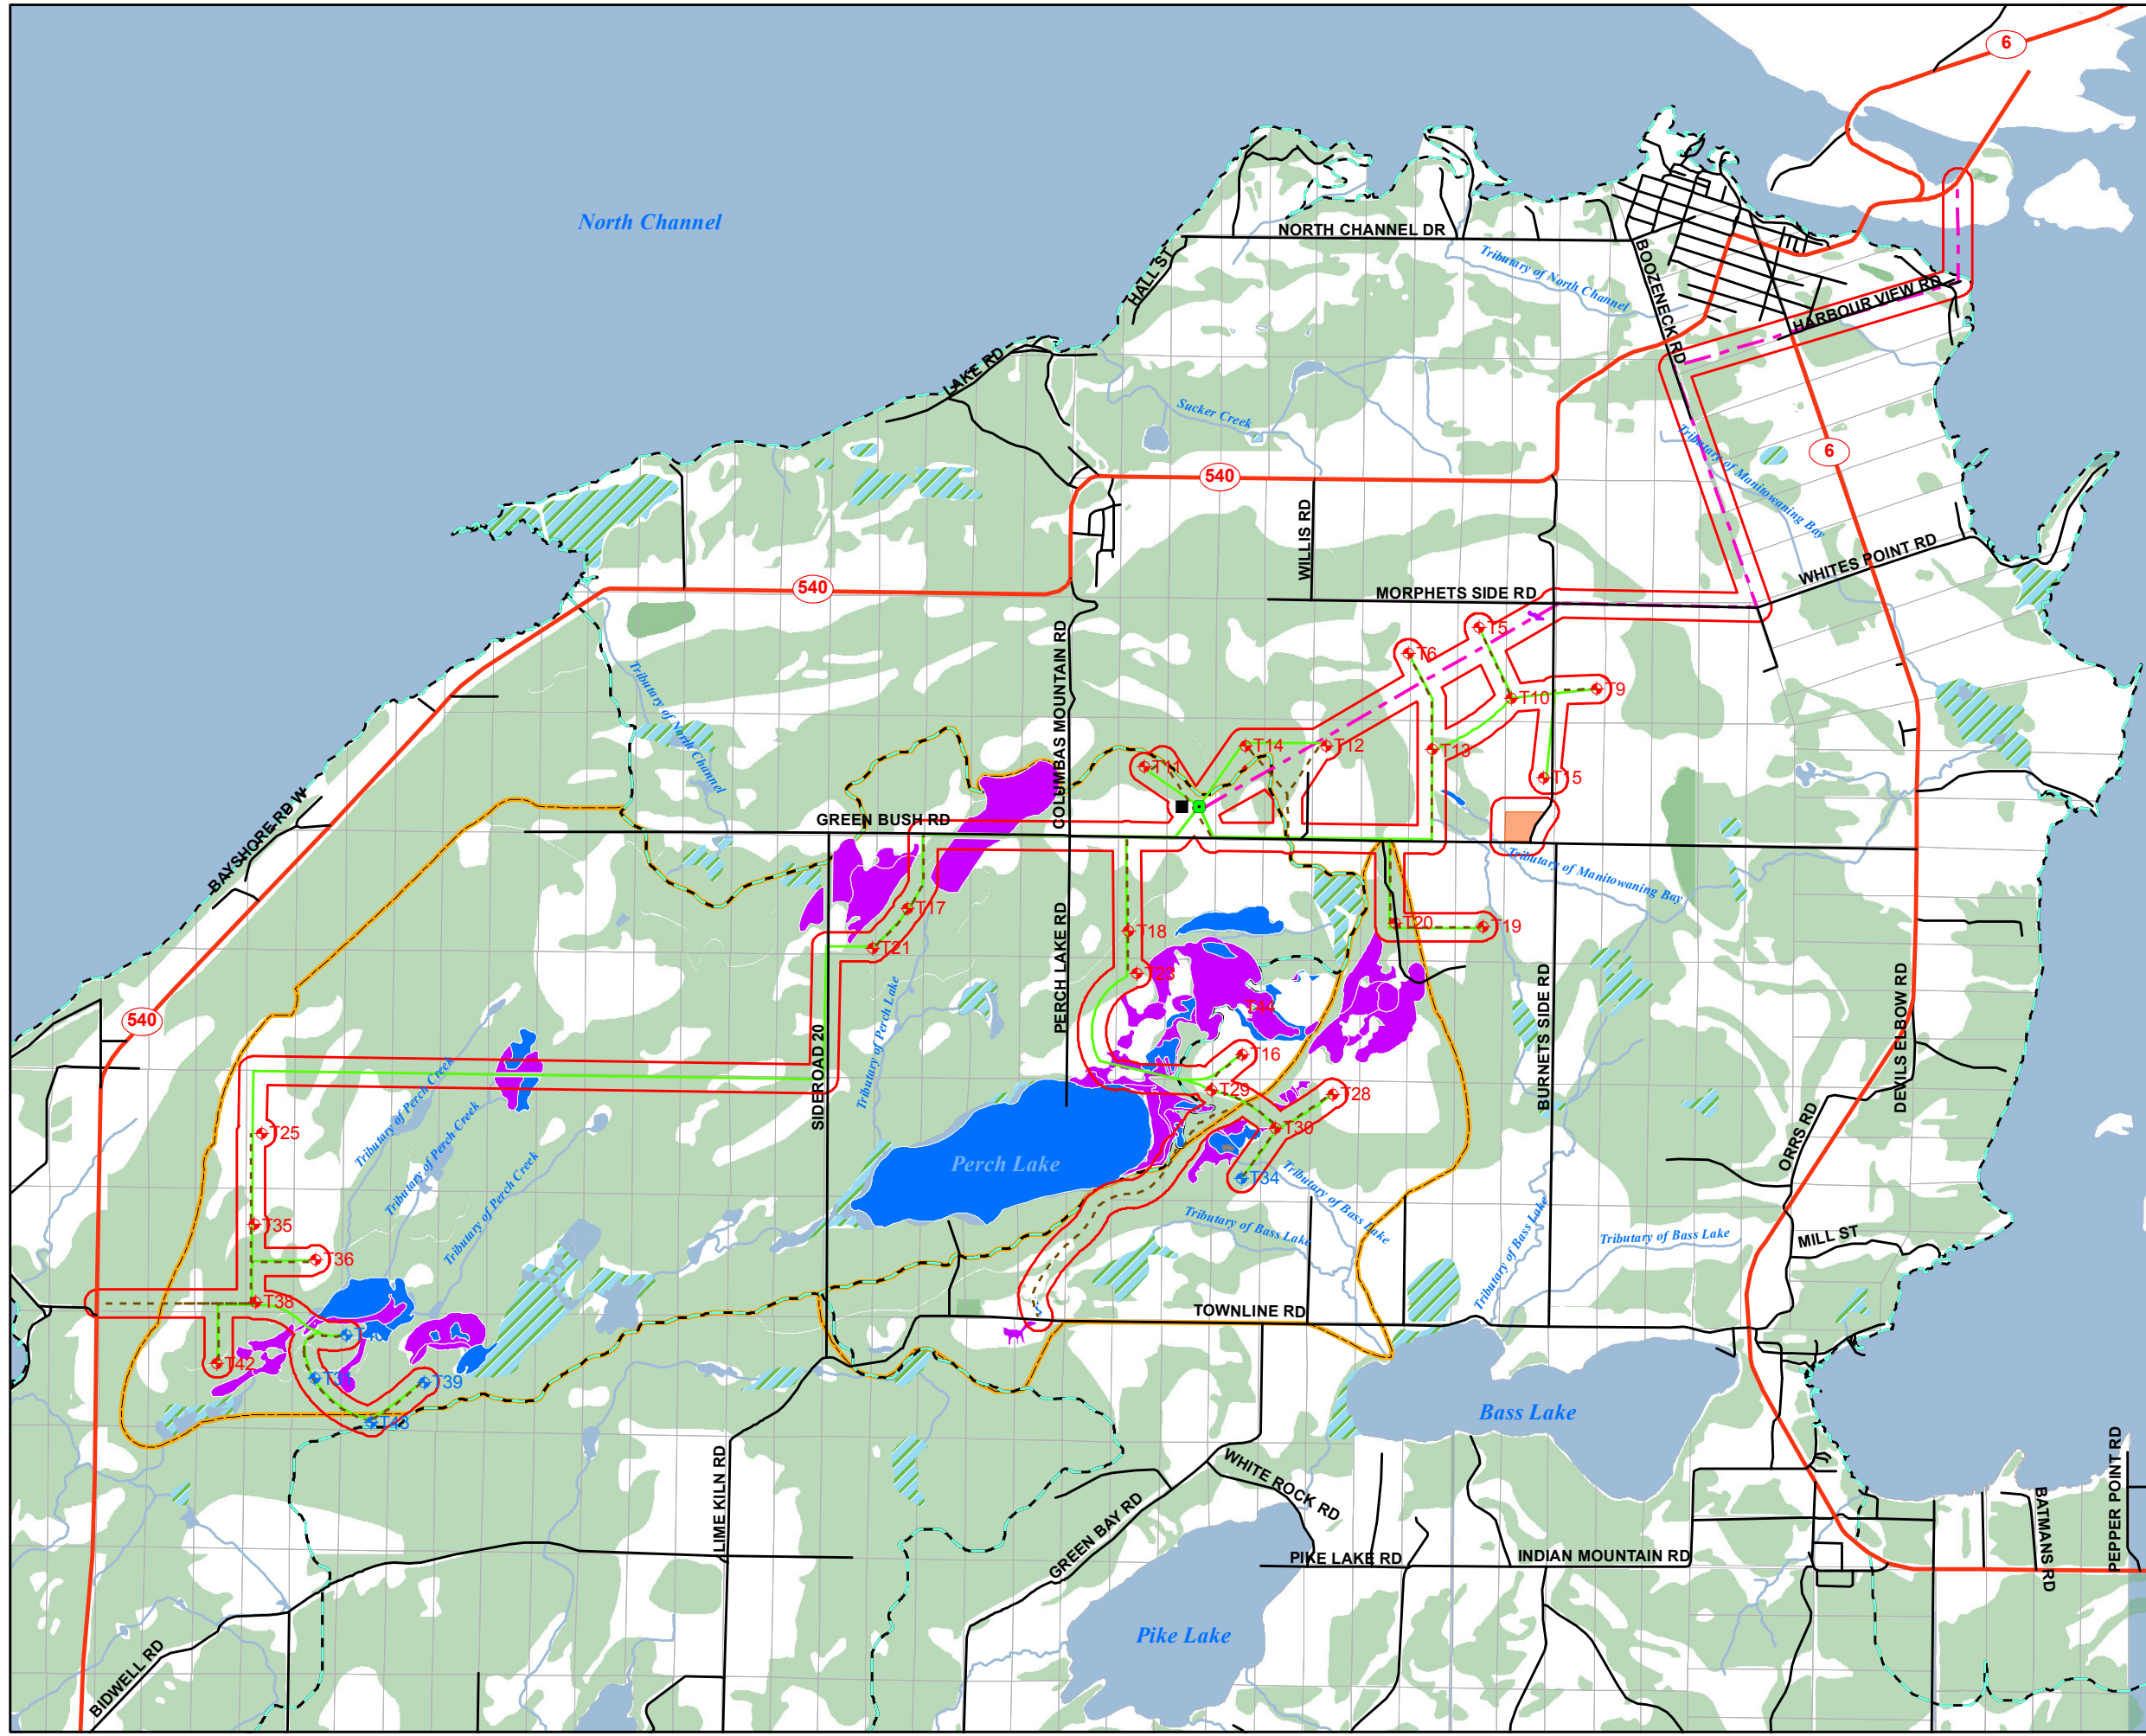 6
North Channel
NORTH CHANNEL DR
Tributary of North Channel
HALL ST
BOOZENECK RD
HARBOUR VIEW RD
LAKE RD
Sucker Creek
6
540
Tributary of Manitowaning Bay
WILLIS RD
WHITES POINT RD
540
MORPHETS SIDE RD
COLUMBAS MOUNTAIN RD
T5
T6
Tributary of North Channel
T9
T10
T14
T12
T13
T11
T15
BAYSHORE RD W
GREEN BUSH RD
Tributary of Manitowaning Bay
T17
T20
T19
T18
T21
PERCH LAKE RD
T23
BURNETS SIDE RD
DEVILS ELBOW RD
540
T44
SIDEROAD 20
Tributary of Perch Lake
T16
Tributary of Perch Creek
T29
T28
T25
T30
ORRS RD
Tributary of Perch Creek
Perch Lake
T34
Tributary of Perch Creek
Tributary of Bass Lake
T35
Tributary of Bass Lake
Tributary of Bass Lake
Tributary of Bass Lake
MILL ST
T36
T38
TOWNLINE RD
T42
T39
T43
Bass Lake
LIME KILN RD
WHITE ROCK RD
GREEN BAY RD
PIKE LAKE RD
INDIAN MOUNTAIN RD
BATMANS RD
PEPPER POINT RD
Pike Lake
BIDWELL RD